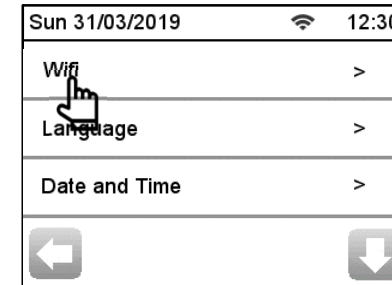 Sun 31/03/2019 12:30
Wifi >
Language >
Date and Time >